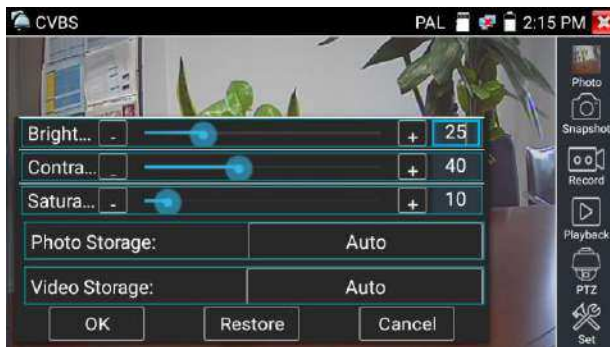 CVBS PAL 2:15 PM
Photo
Snapshot
Bright... - + 25
Contra... - + 40
Record
Satura... - + 10
Playback
Photo Storage: Auto
Video Storage: Auto
PTZ
OK Restore Cancel
Set